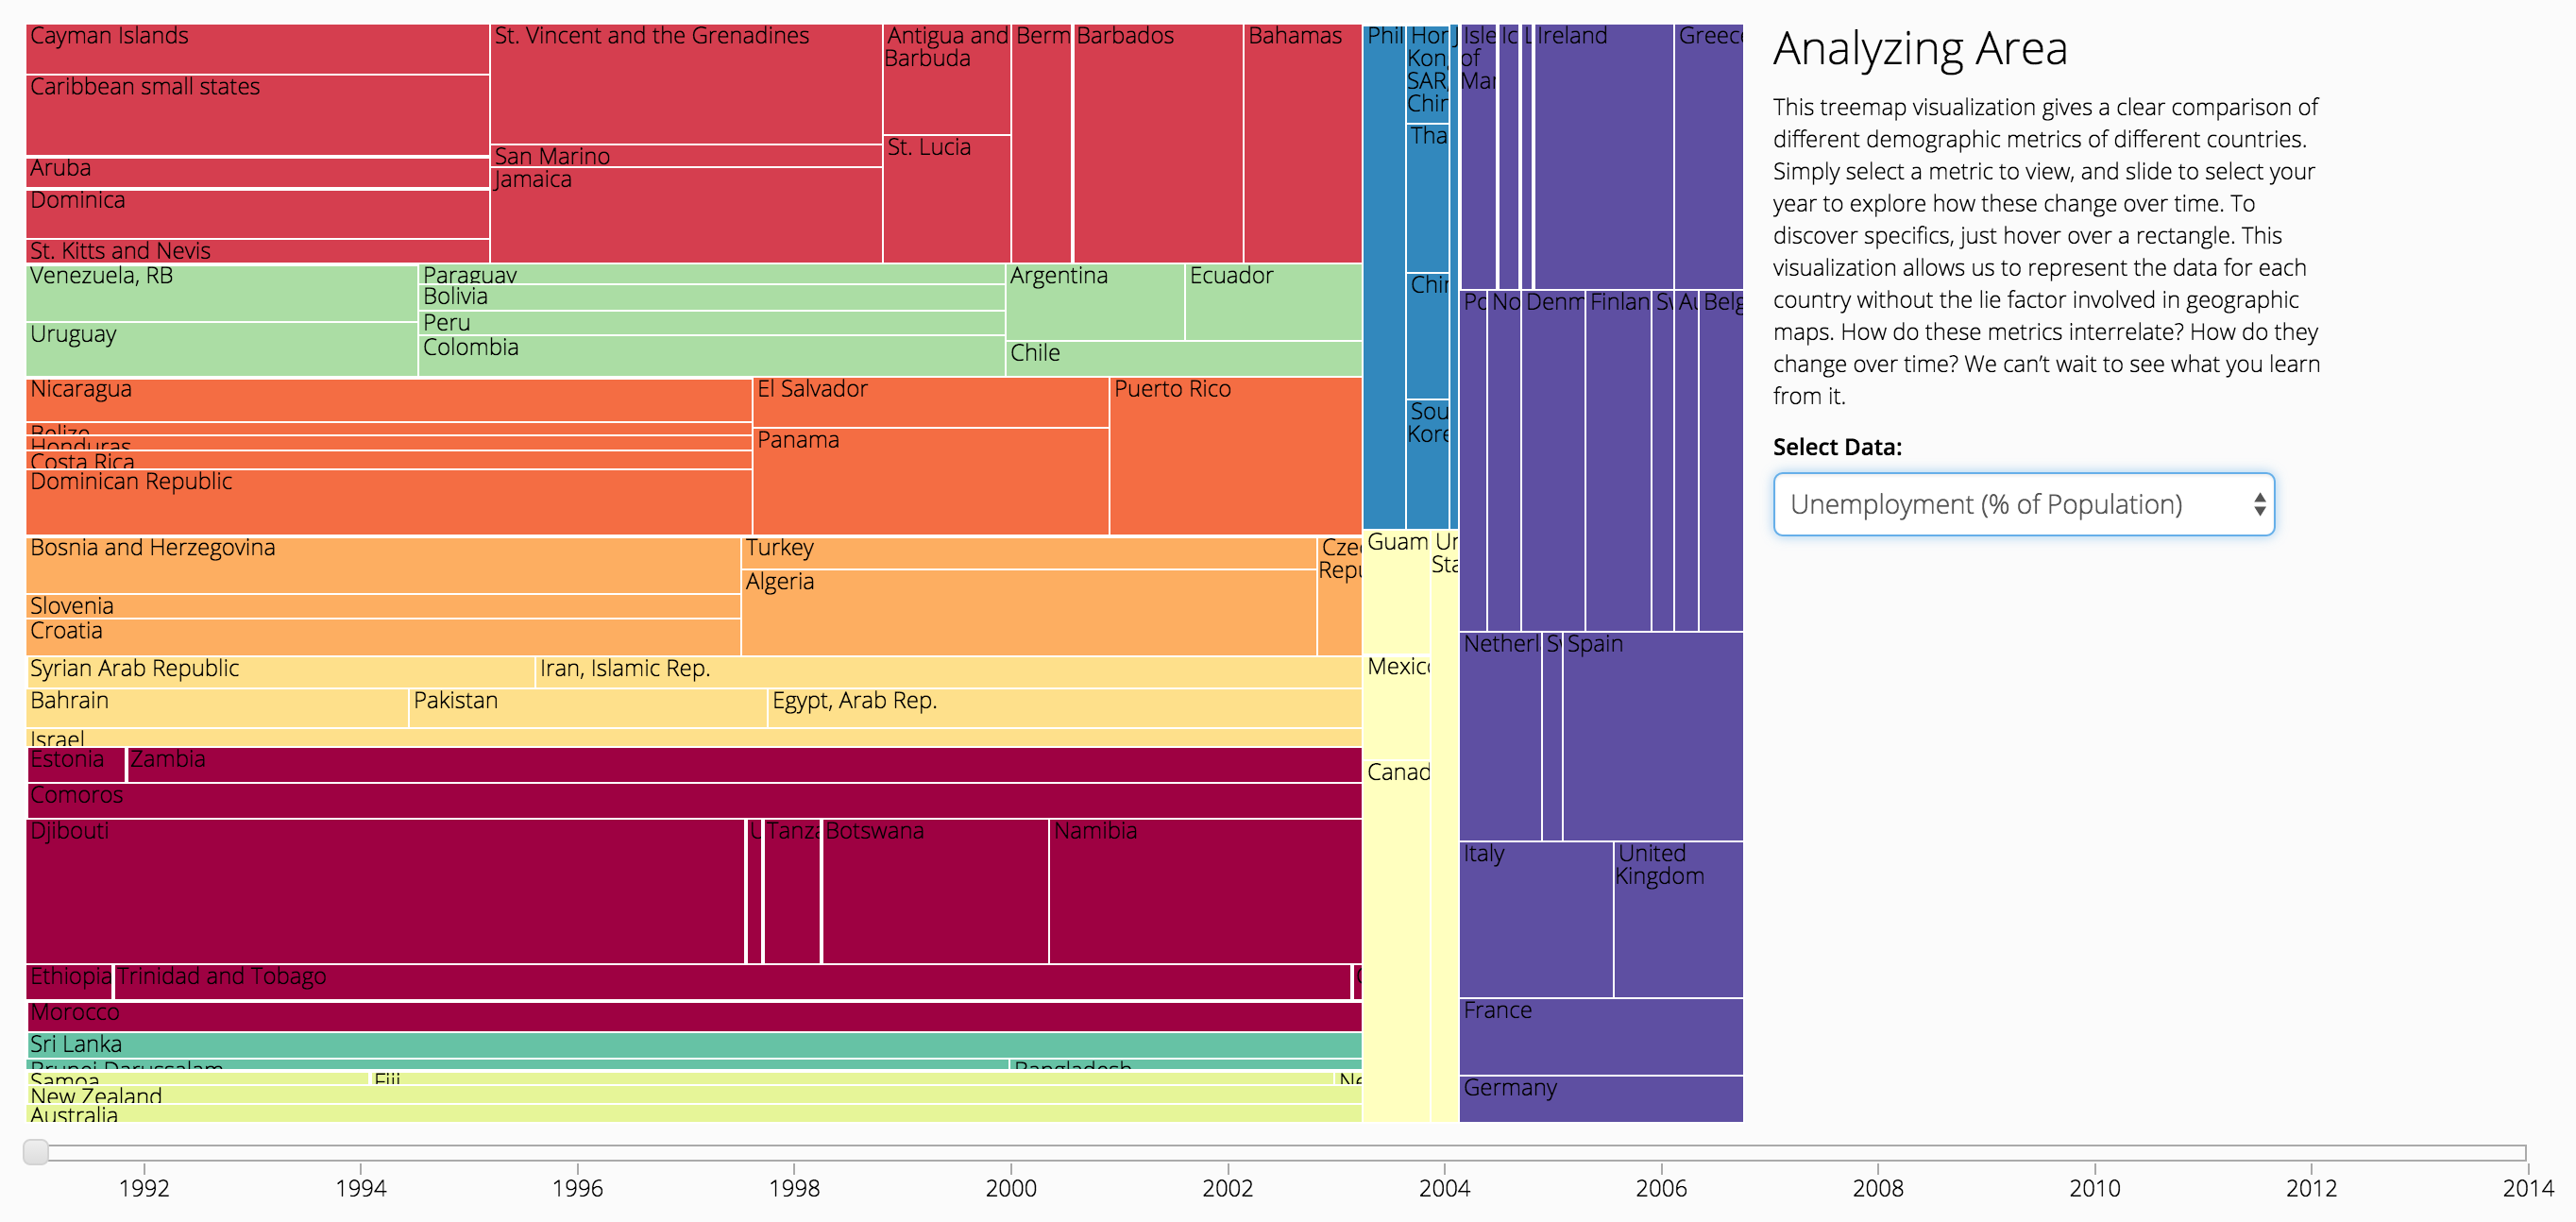 Cayman Islands
Caribbean small states
Aruba
Dominica
St. Kitts and Nevis
St. Vincent and the Grenadines
San Marino
Jamaica
Antigua and
Barbuda
St. Lucia
Berm
Barbados
Bahamas
Venezuela, RB
Uruguay
Paraguay
Bolivia
Peru
Colombia
Argentina
Ecuador
Chile
Nicaragua
Belize
Honduras
Costa Rica
Dominican Republic
El Salvador
Panama
Puerto Rico
Bosnia and Herzegovina
Slovenia
Croatia
Turkey
Algeria
Syrian Arab Republic
Iran, Islamic Rep.
Bahrain
Pakistan
Egypt, Arab Rep.
Israel
Estonia
Zambia
Comoros
Djibouti
Tanza
Botswana
Namibia
Ethiopia
Trinidad and Tobago
Morocco
Sri Lanka
Brunei Darussalam
Bangladesh
Samoa
Fiji
Ne
New Zealand
Australia
Phil
Hon
Kon
SAR,
Chin
Tha
Chin
Sou
Kore
Guam
Mexico
Canad
Un
Sta
Isle
of
Man
Ic
L
Ireland
Greece
Po
No
Denm
Finlan
Sw
Au
Belg
Netherl
Sw
Spain
Italy
United
Kingdom
France
Germany
1992
1994
1996
1998
2000
2002
2004
2006
2008
2010
2012
2014
Analyzing Area
This treemap visualization gives a clear comparison of
different demographic metrics of different countries.
Simply select a metric to view, and slide to select your
year to explore how these change over time. To
discover specifics, just hover over a rectangle. This
visualization allows us to represent the data for each
country without the lie factor involved in geographic
maps. How do these metrics interrelate? How do they
change over time? We can’t wait to see what you learn
from it.
Select Data:
Unemployment (% of Population)